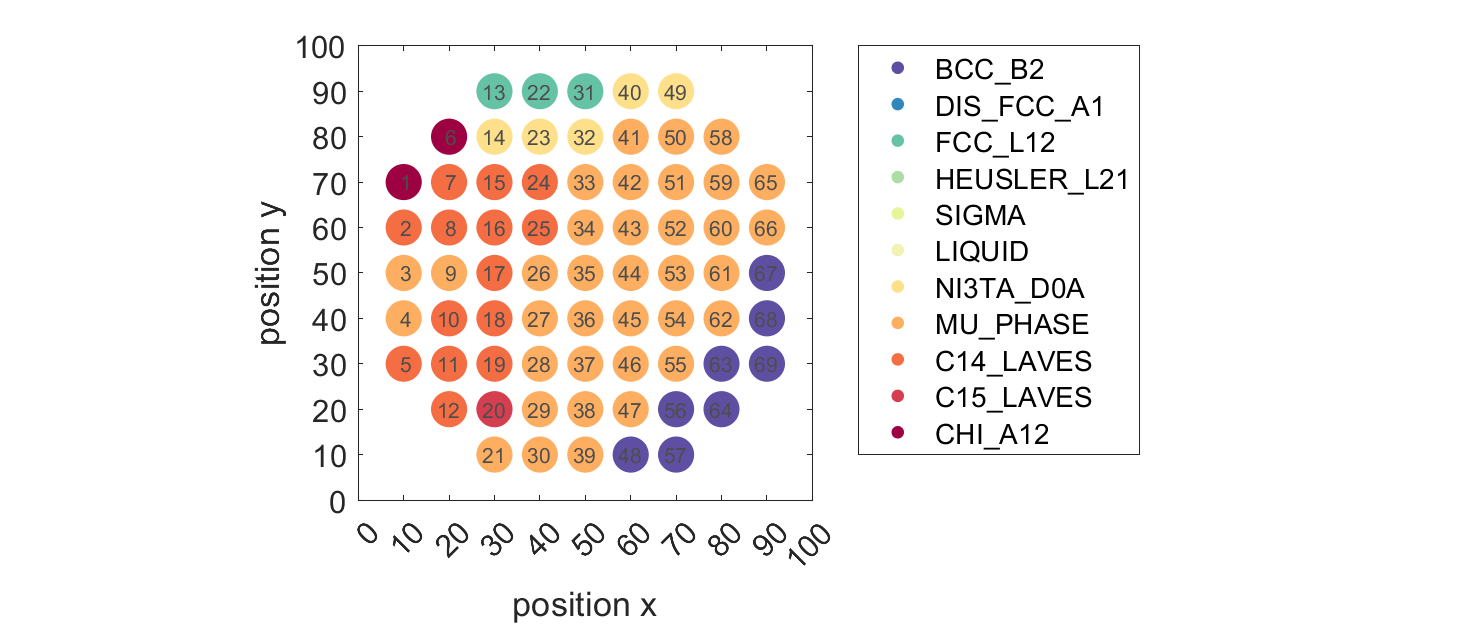 100
90
80
70
60
50
40
30
20
10
0
position y
13 22 31 40 49
6 14 23 32 41 50 58
1 7 15 24 33 42 51 59 65
2 8 16 25 34 43 52 60 66
3 9 17 26 35 44 53 61 67
4 10 18 27 36 45 54 62 68
5 11 19 28 37 46 55 63 69
12 20 29 38 47 56 64
21 30 39 48 57
0 10 20 30 40 50 60 70 80 90 100
position x
BCC_B2
DIS_FCC_A1
FCC_L12
HEUSLER_L21
SIGMA
LIQUID
NI3TA_D0A
MU_PHASE
C14_LAVES
C15_LAVES
CHI_A12